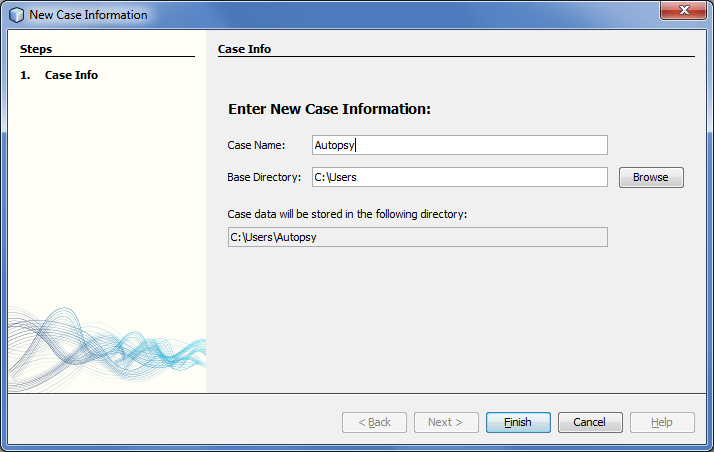 New Case Information
Steps
1. Case Info
Case Info
Enter New Case Information:
Case Name: Autopsy
Base Directory: C:\Users Browse
Case data will be stored in the following directory:
C:\Users\Autopsy
< Back Next > Finish Cancel Help